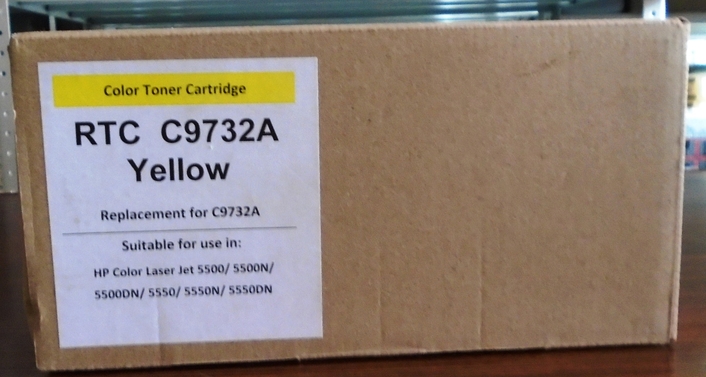 Color Toner Cartridge
RTC C9732A
Yellow
Replacement for C9732A
Suitable for use in:
HP Color Laser Jet 5500/ 5500N/
5500DN/ 5550/ 5550N/ 5550DN